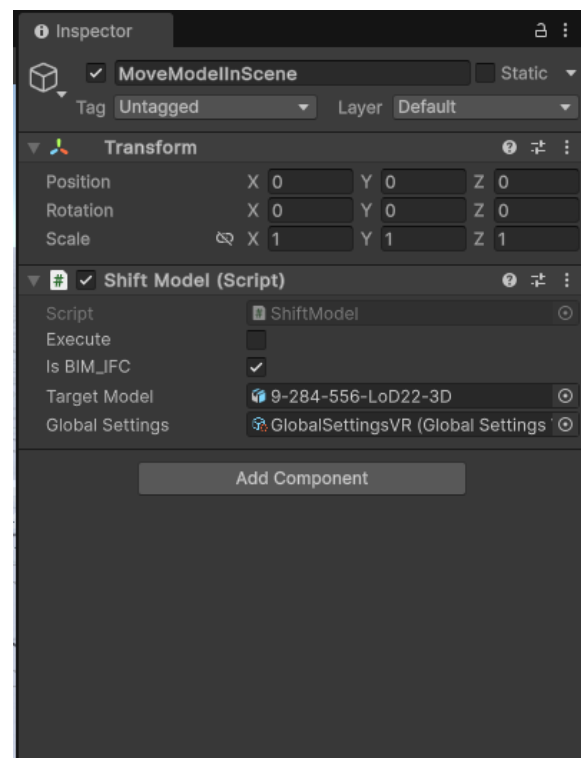 Inspector
MoveModelInScene Static
Tag Untagged Layer Default
Transform
Position X 0 Y 0 Z 0
Rotation X 0 Y 0 Z 0
Scale X 1 Y 1 Z 1
# Shift Model (Script)
Script # ShiftModel
Execute
Is BIM_IFC
Target Model 9-284-556-LoD22-3D
Global Settings GlobalSettingsVR (Global Settings
Add Component